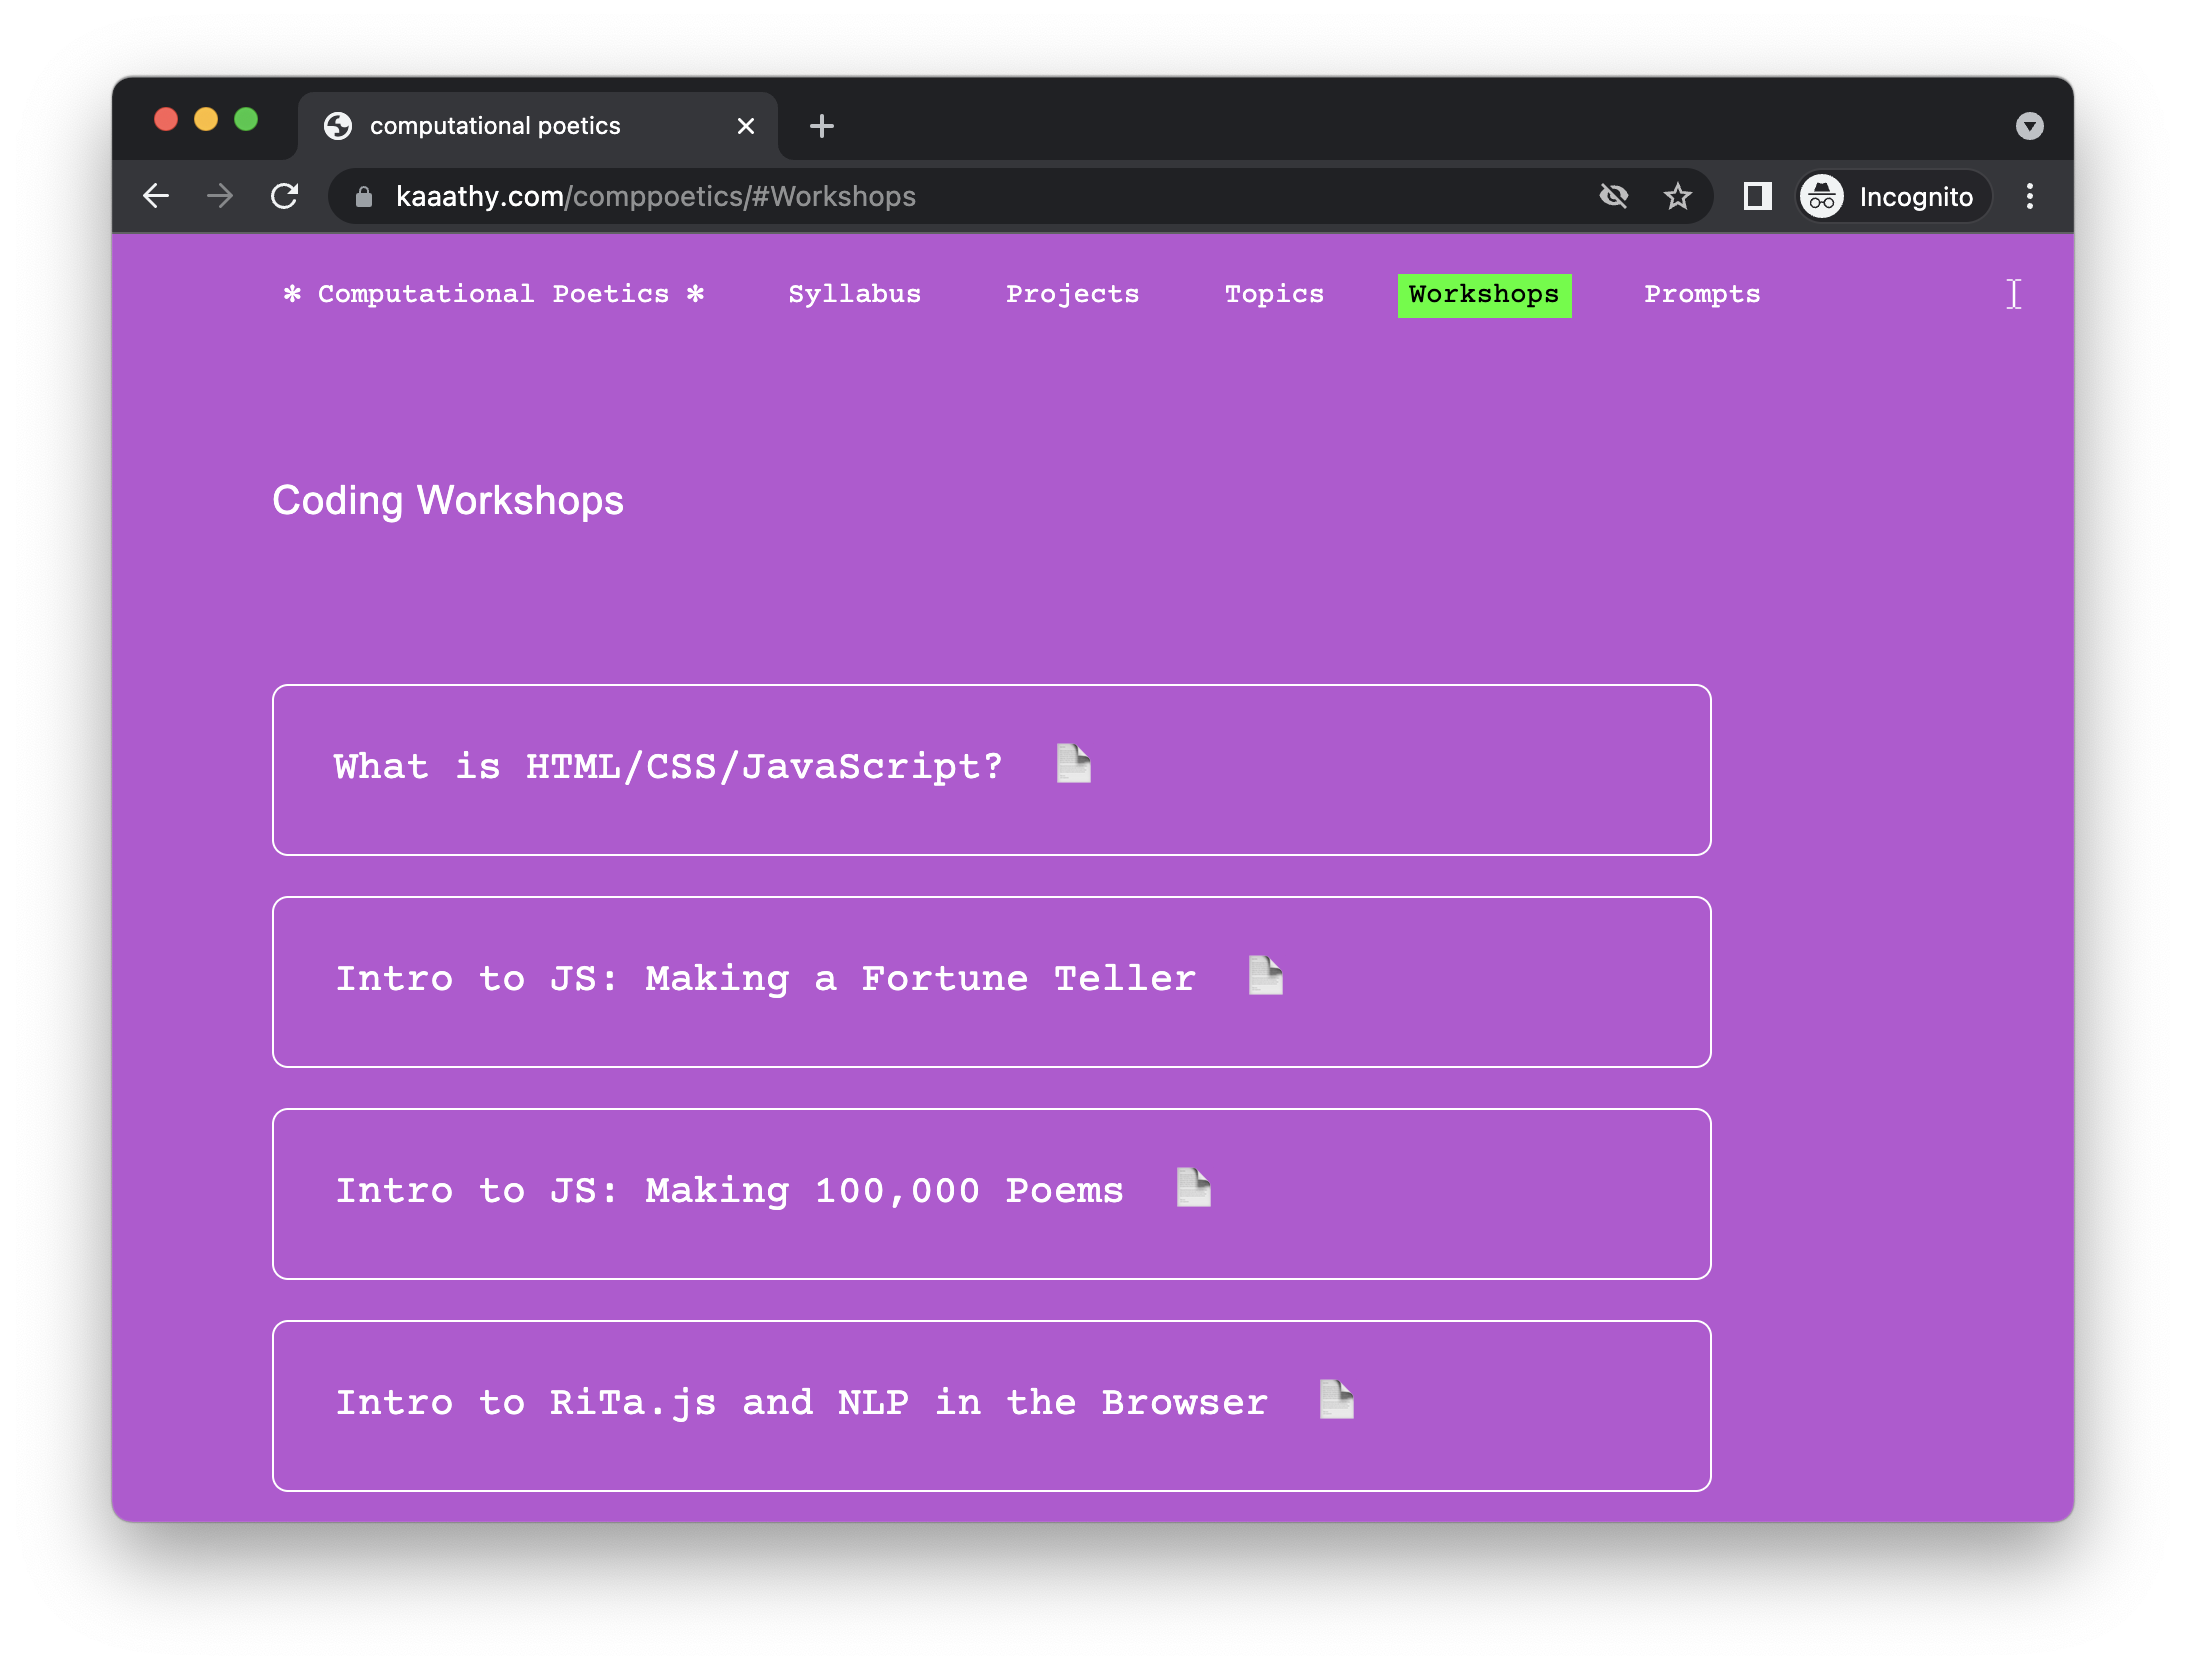 computational poetics
kaaathy.com/comppoetics/#Workshops
Incognito
✻ Computational Poetics ✻ Syllabus Projects Topics Workshops Prompts
Coding Workshops
What is HTML/CSS/JavaScript?
Intro to JS: Making a Fortune Teller
Intro to JS: Making 100,000 Poems
Intro to RiTa.js and NLP in the Browser